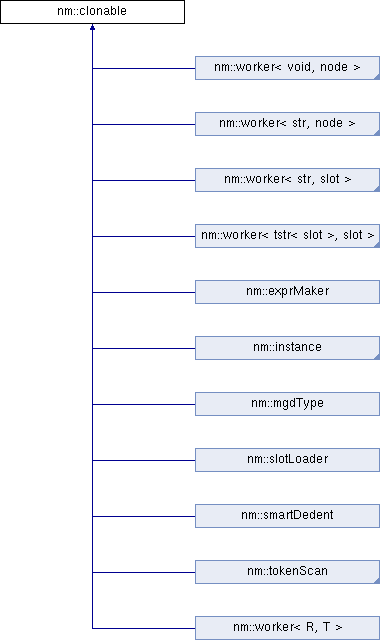 nm::clonable
nm::worker< void, node >
nm::worker< str, node >
nm::worker< str, slot >
nm::worker< tstr< slot >, slot >
nm::exprMaker
nm::instance
nm::mgdType
nm::slotLoader
nm::smartDedent
nm::tokenScan
nm::worker< R, T >